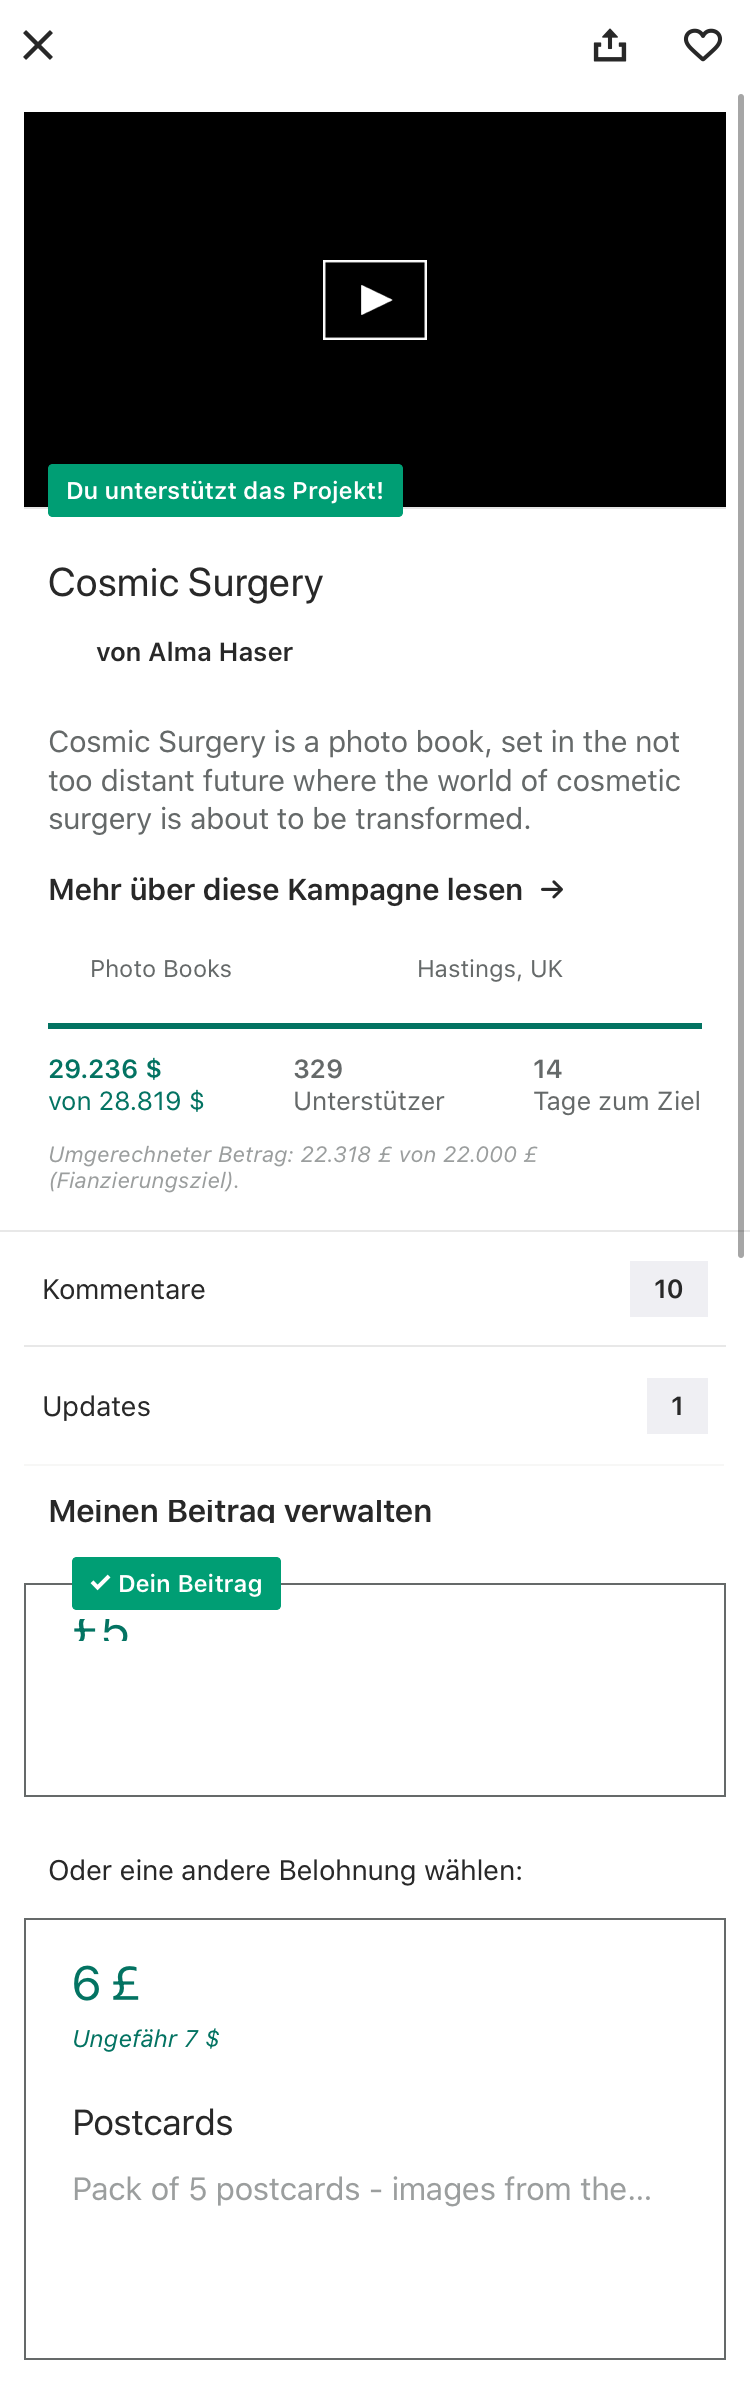 Du unterstützt das Projekt!
Cosmic Surgery
von Alma Haser
Cosmic Surgery is a photo book, set in the not
too distant future where the world of cosmetic
surgery is about to be transformed.
Mehr über diese Kampagne lesen →
Photo Books
Hastings, UK
29.236 $
von 28.819 $
329
Unterstützer
14
Tage zum Ziel
Umgerechneter Betrag: 22.318 £ von 22.000 £
(Fianzierungsziel).
Kommentare
10
Updates
1
Meinen Beitrag verwalten
Dein Beitrag
£5
Oder eine andere Belohnung wählen:
6 £
Ungefähr 7 $
Postcards
Pack of 5 postcards - images from the...